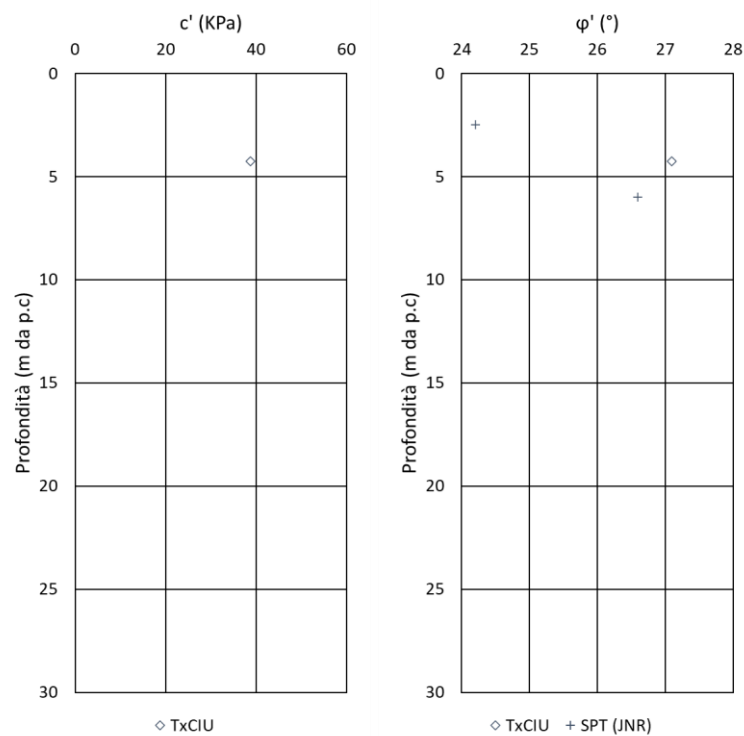 c' (KPa)
0 20 40 60
0
5
10
15
20
25
30
Profondità (m da p.c)
TxCIU
φ' (°)
24 25 26 27 28
0
5
10
15
20
25
30
Profondità (m da p.c)
TxCIU SPT (JNR)